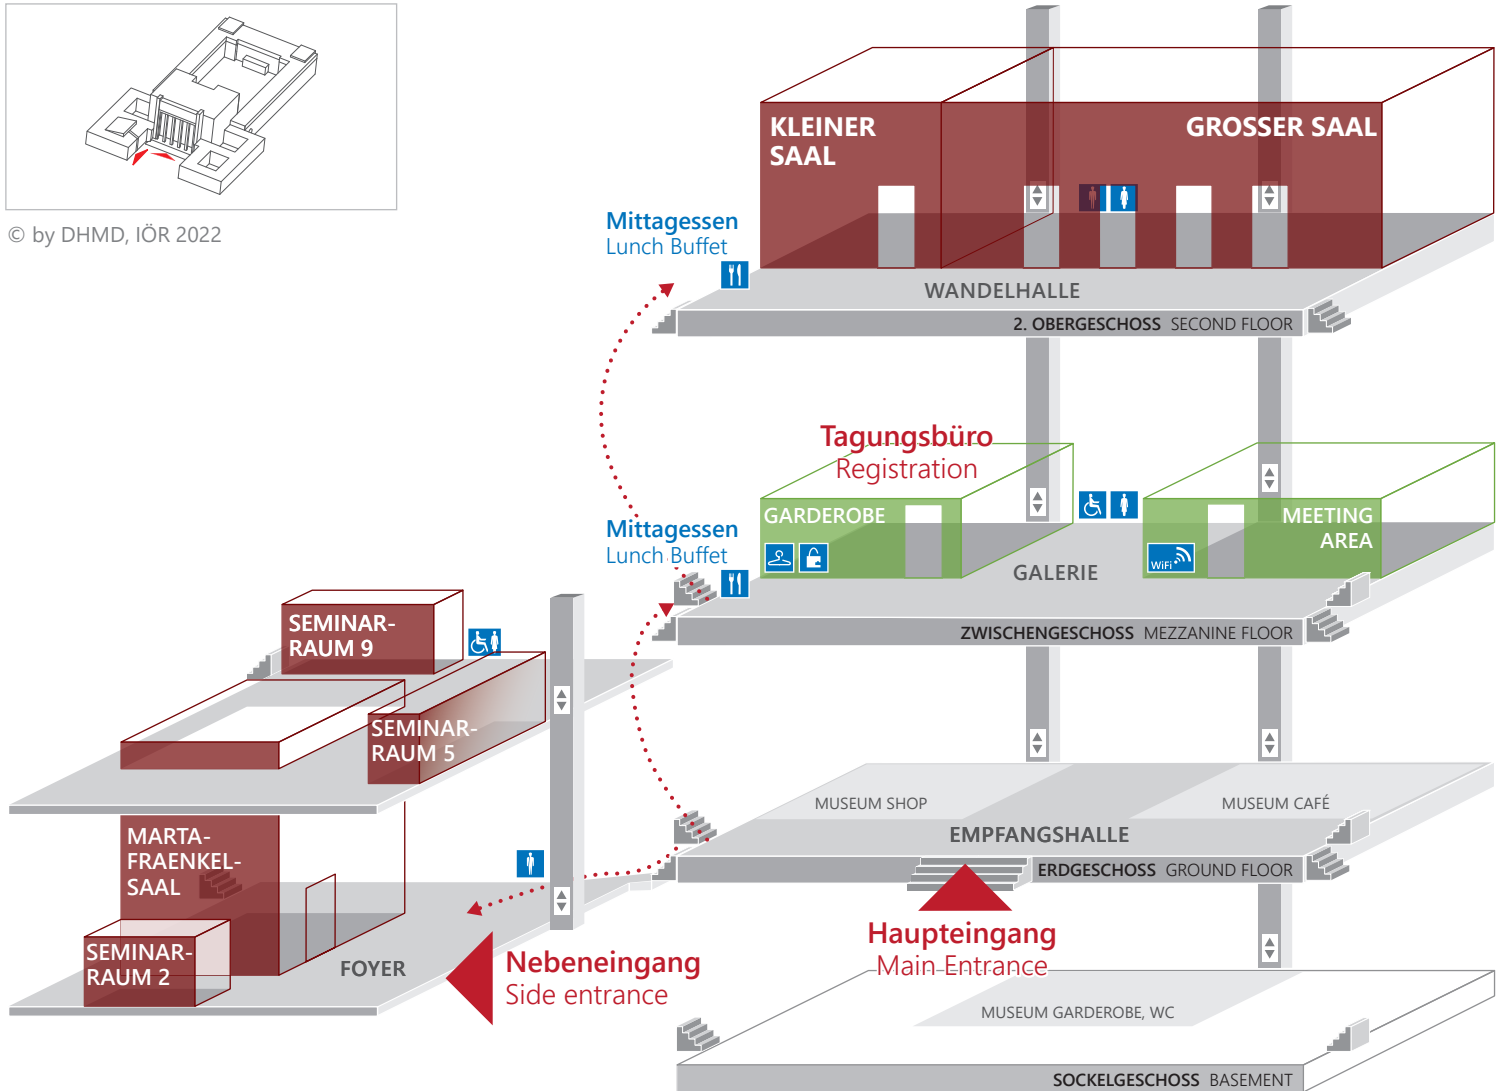 © by DHMD, IÖR 2022
KLEINER
SAAL
GROSSER SAAL
Mittagessen
Lunch Buffet
WANDELHALLE
2. OBERGESCHOSS SECOND FLOOR
Tagungsbüro
Registration
GARDEROBE
MEETING
AREA
WiFi
Mittagessen
Lunch Buffet
GALERIE
ZWISCHENGESCHOSS MEZZANINE FLOOR
SEMINAR-
RAUM 9
SEMINAR-
RAUM 5
MUSEUM SHOP
MUSEUM CAFÉ
EMPFANGSHALLE
ERDGESCHOSS GROUND FLOOR
MARTA-
FRAENKEL-
SAAL
SEMINAR-
RAUM 2
FOYER
Nebeneingang
Side entrance
Haupteingang
Main Entrance
MUSEUM GARDEROBE, WC
SOCKELGESCHOSS BASEMENT